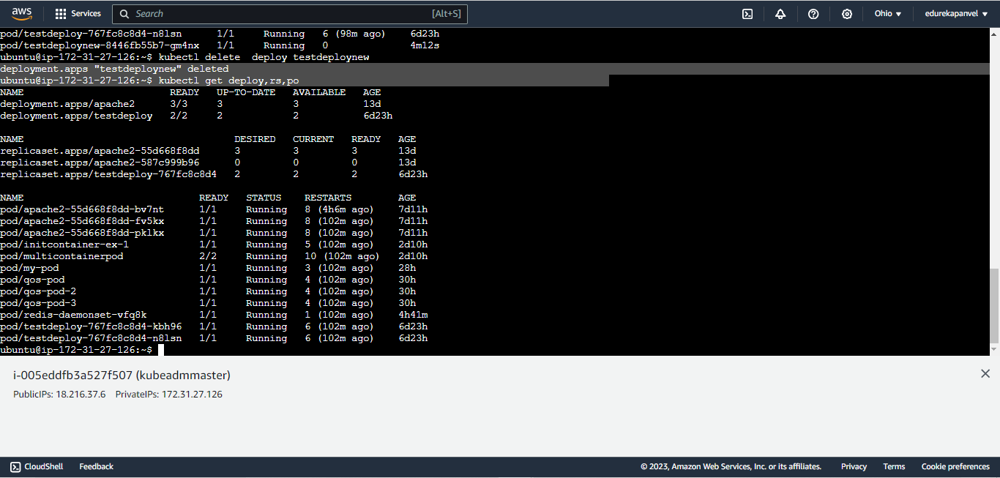 aws Services Search [Alt+S] Ohio edurekapanvel
pod/testdeploy-767fc8c8d4-n8lsn 1/1 Running 6 (98m ago) 6d23h
pod/testdeploynew-8446fb55b7-gm4nx 1/1 Running 0 4m12s
ubuntu@ip-172-31-27-126:~$ kubectl delete deploy testdeploynew
deployment.apps "testdeploynew" deleted
ubuntu@ip-172-31-27-126:~$ kubectl get deploy,rs,po
NAME READY UP-TO-DATE AVAILABLE AGE
deployment.apps/apache2 3/3 3 3 13d
deployment.apps/testdeploy 2/2 2 2 6d23h
NAME DESIRED CURRENT READY AGE
replicaset.apps/apache2-55d668f8dd 3 3 3 13d
replicaset.apps/apache2-587c999b96 0 0 0 13d
replicaset.apps/testdeploy-767fc8c8d4 2 2 2 6d23h
NAME READY STATUS RESTARTS AGE
pod/apache2-55d668f8dd-bv7nt 1/1 Running 8 (4h6m ago) 7d11h
pod/apache2-55d668f8dd-fv5kx 1/1 Running 8 (102m ago) 7d11h
pod/apache2-55d668f8dd-pklkx 1/1 Running 8 (102m ago) 7d11h
pod/initcontainer-ex-1 1/1 Running 5 (102m ago) 2d10h
pod/multicontainerpod 2/2 Running 10 (102m ago) 2d10h
pod/my-pod 1/1 Running 3 (102m ago) 28h
pod/qos-pod 1/1 Running 4 (102m ago) 30h
pod/qos-pod-2 1/1 Running 4 (102m ago) 30h
pod/qos-pod-3 1/1 Running 4 (102m ago) 30h
pod/redis-daemonset-vfq8k 1/1 Running 1 (102m ago) 4h41m
pod/testdeploy-767fc8c8d4-kbh96 1/1 Running 6 (102m ago) 6d23h
pod/testdeploy-767fc8c8d4-n8lsn 1/1 Running 6 (102m ago) 6d23h
ubuntu@ip-172-31-27-126:~$
i-005eddfb3a527f507 (kubeadmmaster)
PublicIPs: 18.216.37.6 PrivateIPs: 172.31.27.126
CloudShell Feedback © 2023, Amazon Web Services, Inc. or its affiliates. Privacy Terms Cookie preferences